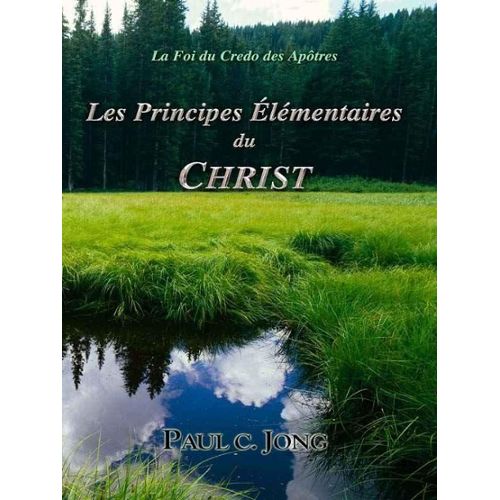 La Foi du Credo des Apôtres
Les Principes Élémentaires
du
CHRIST
PAUL C. JONG